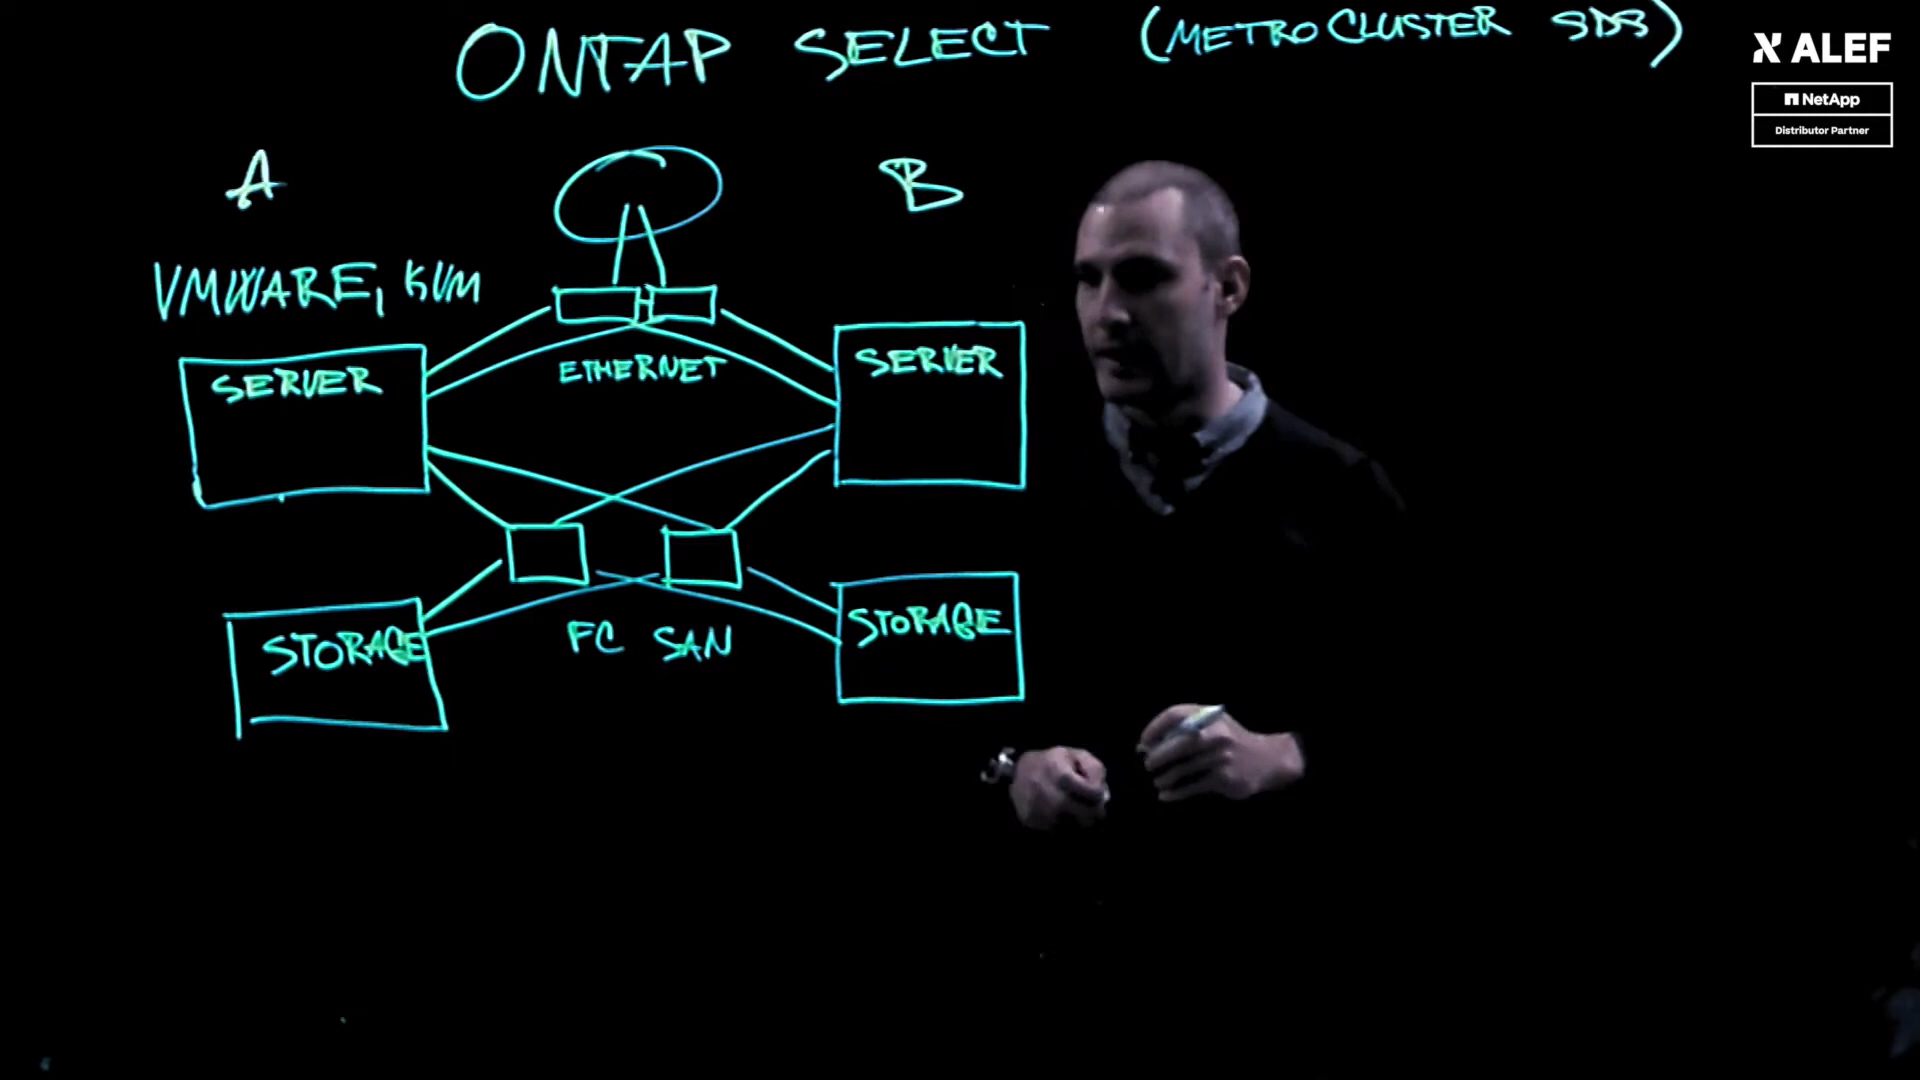 ONTAP SELECT (METROCLUSTER SDS)
ALEF
NetApp
Distributor Partner
A
B
VMWARE, KVM
ETHERNET
SERVER
SERVER
STORAGE
FC SAN
STORAGE